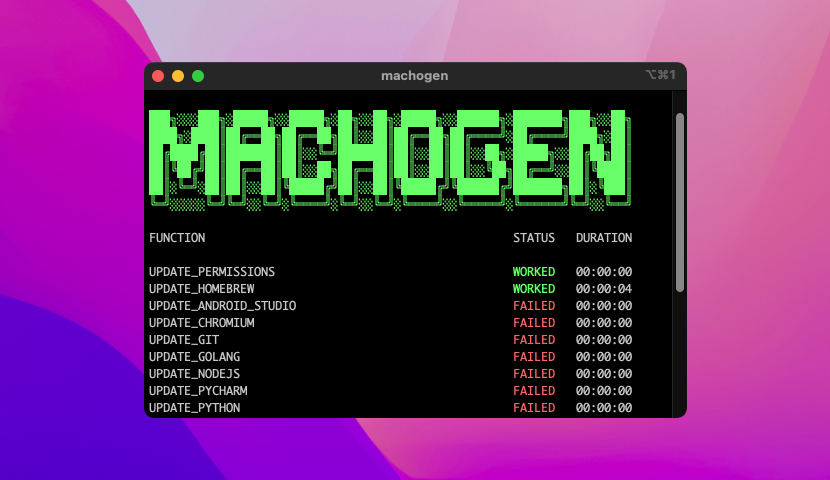 machogen ⌥⌘1
MACHOGEN
FUNCTION STATUS DURATION
UPDATE_PERMISSIONS WORKED 00:00:00
UPDATE_HOMEBREW WORKED 00:00:04
UPDATE_ANDROID_STUDIO FAILED 00:00:00
UPDATE_CHROMIUM FAILED 00:00:00
UPDATE_GIT FAILED 00:00:00
UPDATE_GOLANG FAILED 00:00:00
UPDATE_NODEJS FAILED 00:00:00
UPDATE_PYCHARM FAILED 00:00:00
UPDATE_PYTHON FAILED 00:00:00